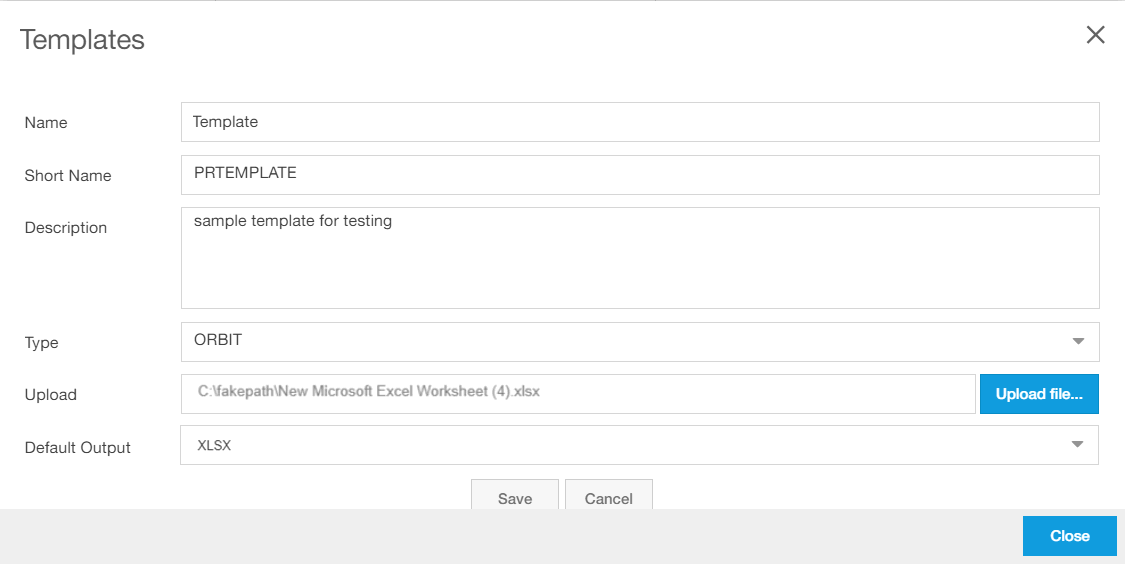 Templates
Name
Template
Short Name
PRTEMPLATE
Description
sample template for testing
Type
ORBIT
Upload
C:\fakepath\New Microsoft Excel Worksheet (4).xlsx
Upload file...
Default Output
XLSX
Save
Cancel
Close